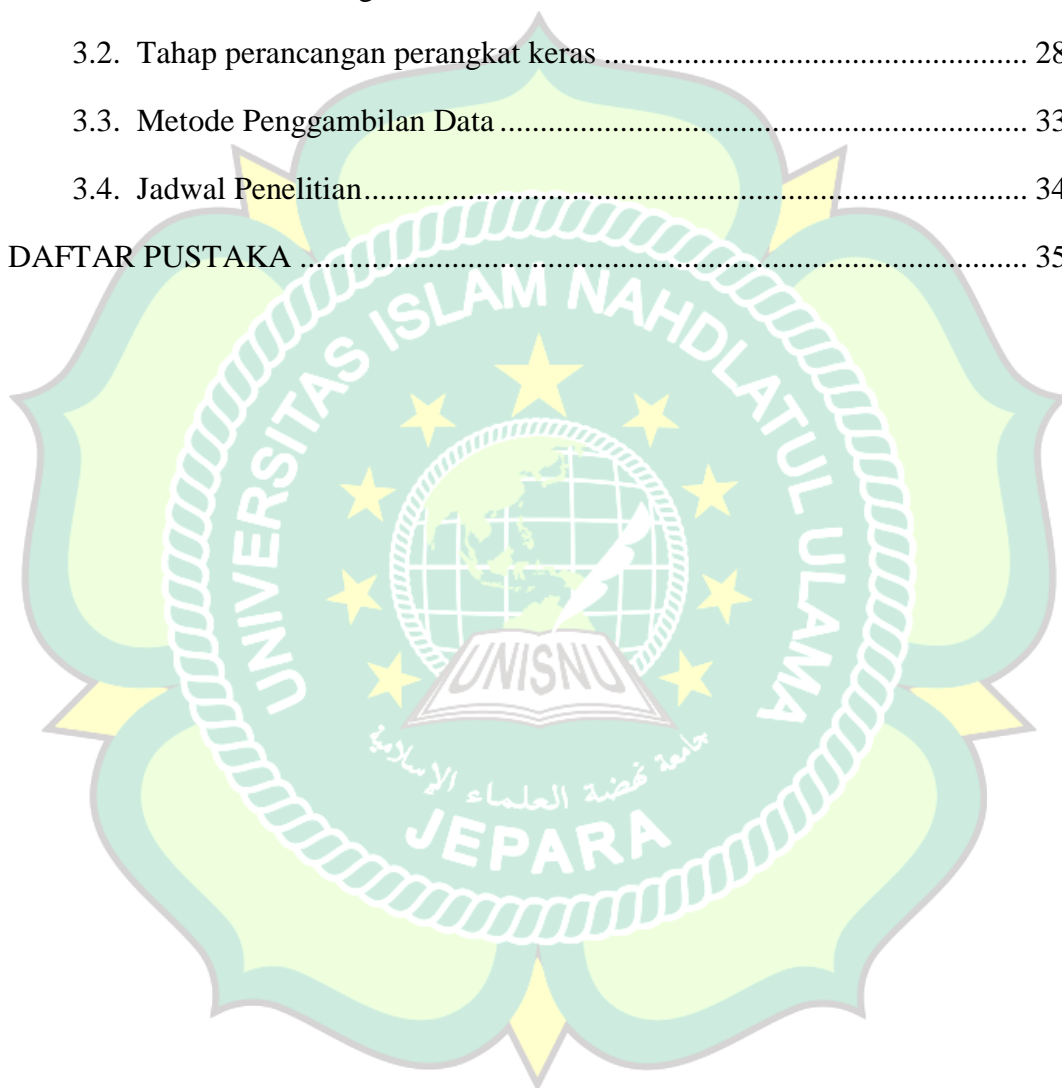 3.2. Tahap perancangan perangkat keras ........................................................................ 28
3.3. Metode Penggambilan Data ........................................................................ 33
3.4. Jadwal Penelitian ........................................................................ 34
DAFTAR PUSTAKA ........................................................................ 35
UNIVERSITAS ISLAM NAHDLATUL ULAMA
UNISNU
جامعة نهضة العلماء الإسلامية
JEPARA